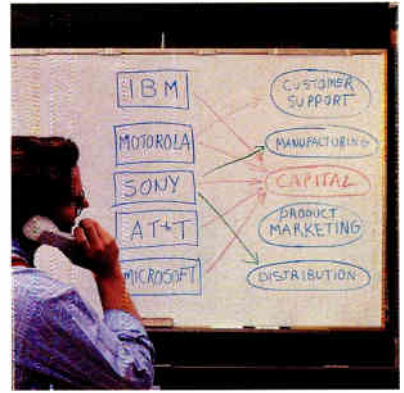 IBM
MOTOROLA
SONY
AT&T
MICROSOFT
CUSTOMER
SUPPORT
MANUFACTURING
CAPITAL
PRODUCT
MARKETING
DISTRIBUTION